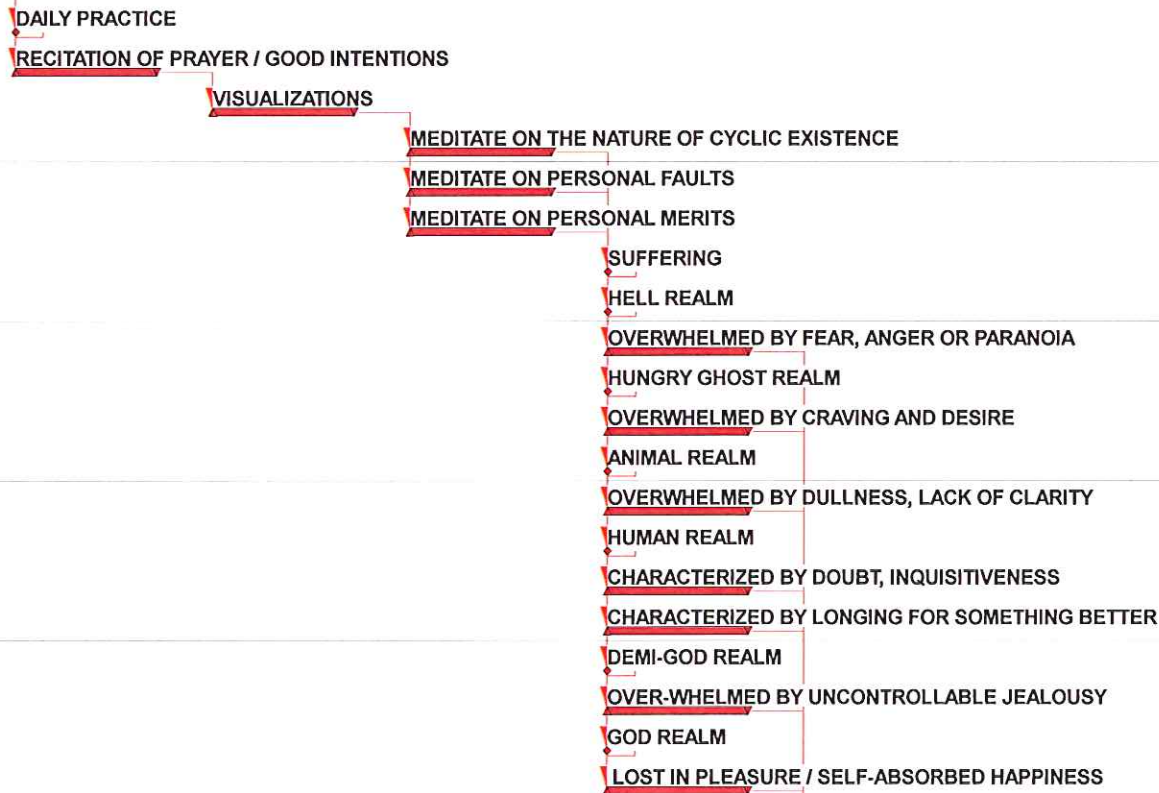 DAILY PRACTICE
RECITATION OF PRAYER / GOOD INTENTIONS
VISUALIZATIONS
MEDITATE ON THE NATURE OF CYCLIC EXISTENCE
MEDITATE ON PERSONAL FAULTS
MEDITATE ON PERSONAL MERITS
SUFFERING
HELL REALM
OVERWHELMED BY FEAR, ANGER OR PARANOIA
HUNGRY GHOST REALM
OVERWHELMED BY CRAVING AND DESIRE
ANIMAL REALM
OVERWHELMED BY DULLNESS, LACK OF CLARITY
HUMAN REALM
CHARACTERIZED BY DOUBT, INQUISITIVENESS
CHARACTERIZED BY LONGING FOR SOMETHING BETTER
DEMI-GOD REALM
OVER-WHELMED BY UNCONTROLLABLE JEALOUSY
GOD REALM
LOST IN PLEASURE / SELF-ABSORBED HAPPINESS